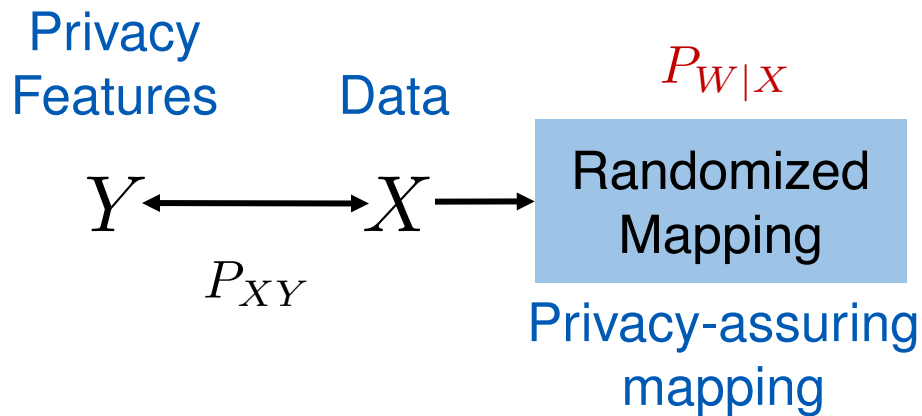 Privacy
Features
Data
P_{W|X}
Y
X
Randomized
Mapping
P_{XY}
Privacy-assuring
mapping